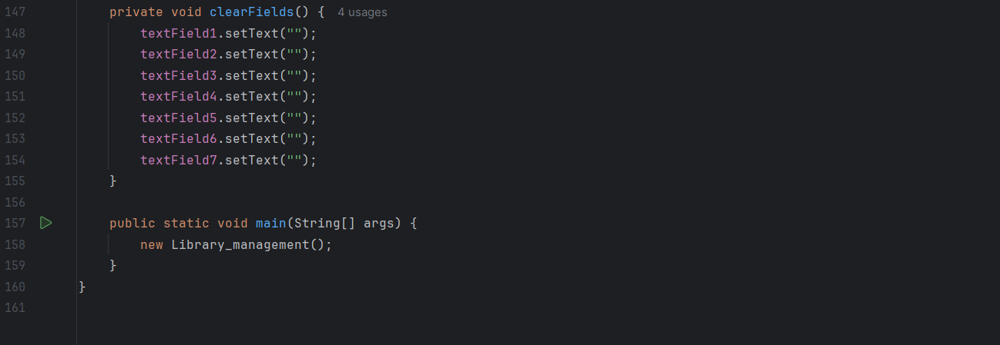 147 private void clearFields() { 4 usages
148 textField1.setText("");
149 textField2.setText("");
150 textField3.setText("");
151 textField4.setText("");
152 textField5.setText("");
153 textField6.setText("");
154 textField7.setText("");
155 }
156
157 public static void main(String[] args) {
158 new Library_management();
159 }
160 }
161